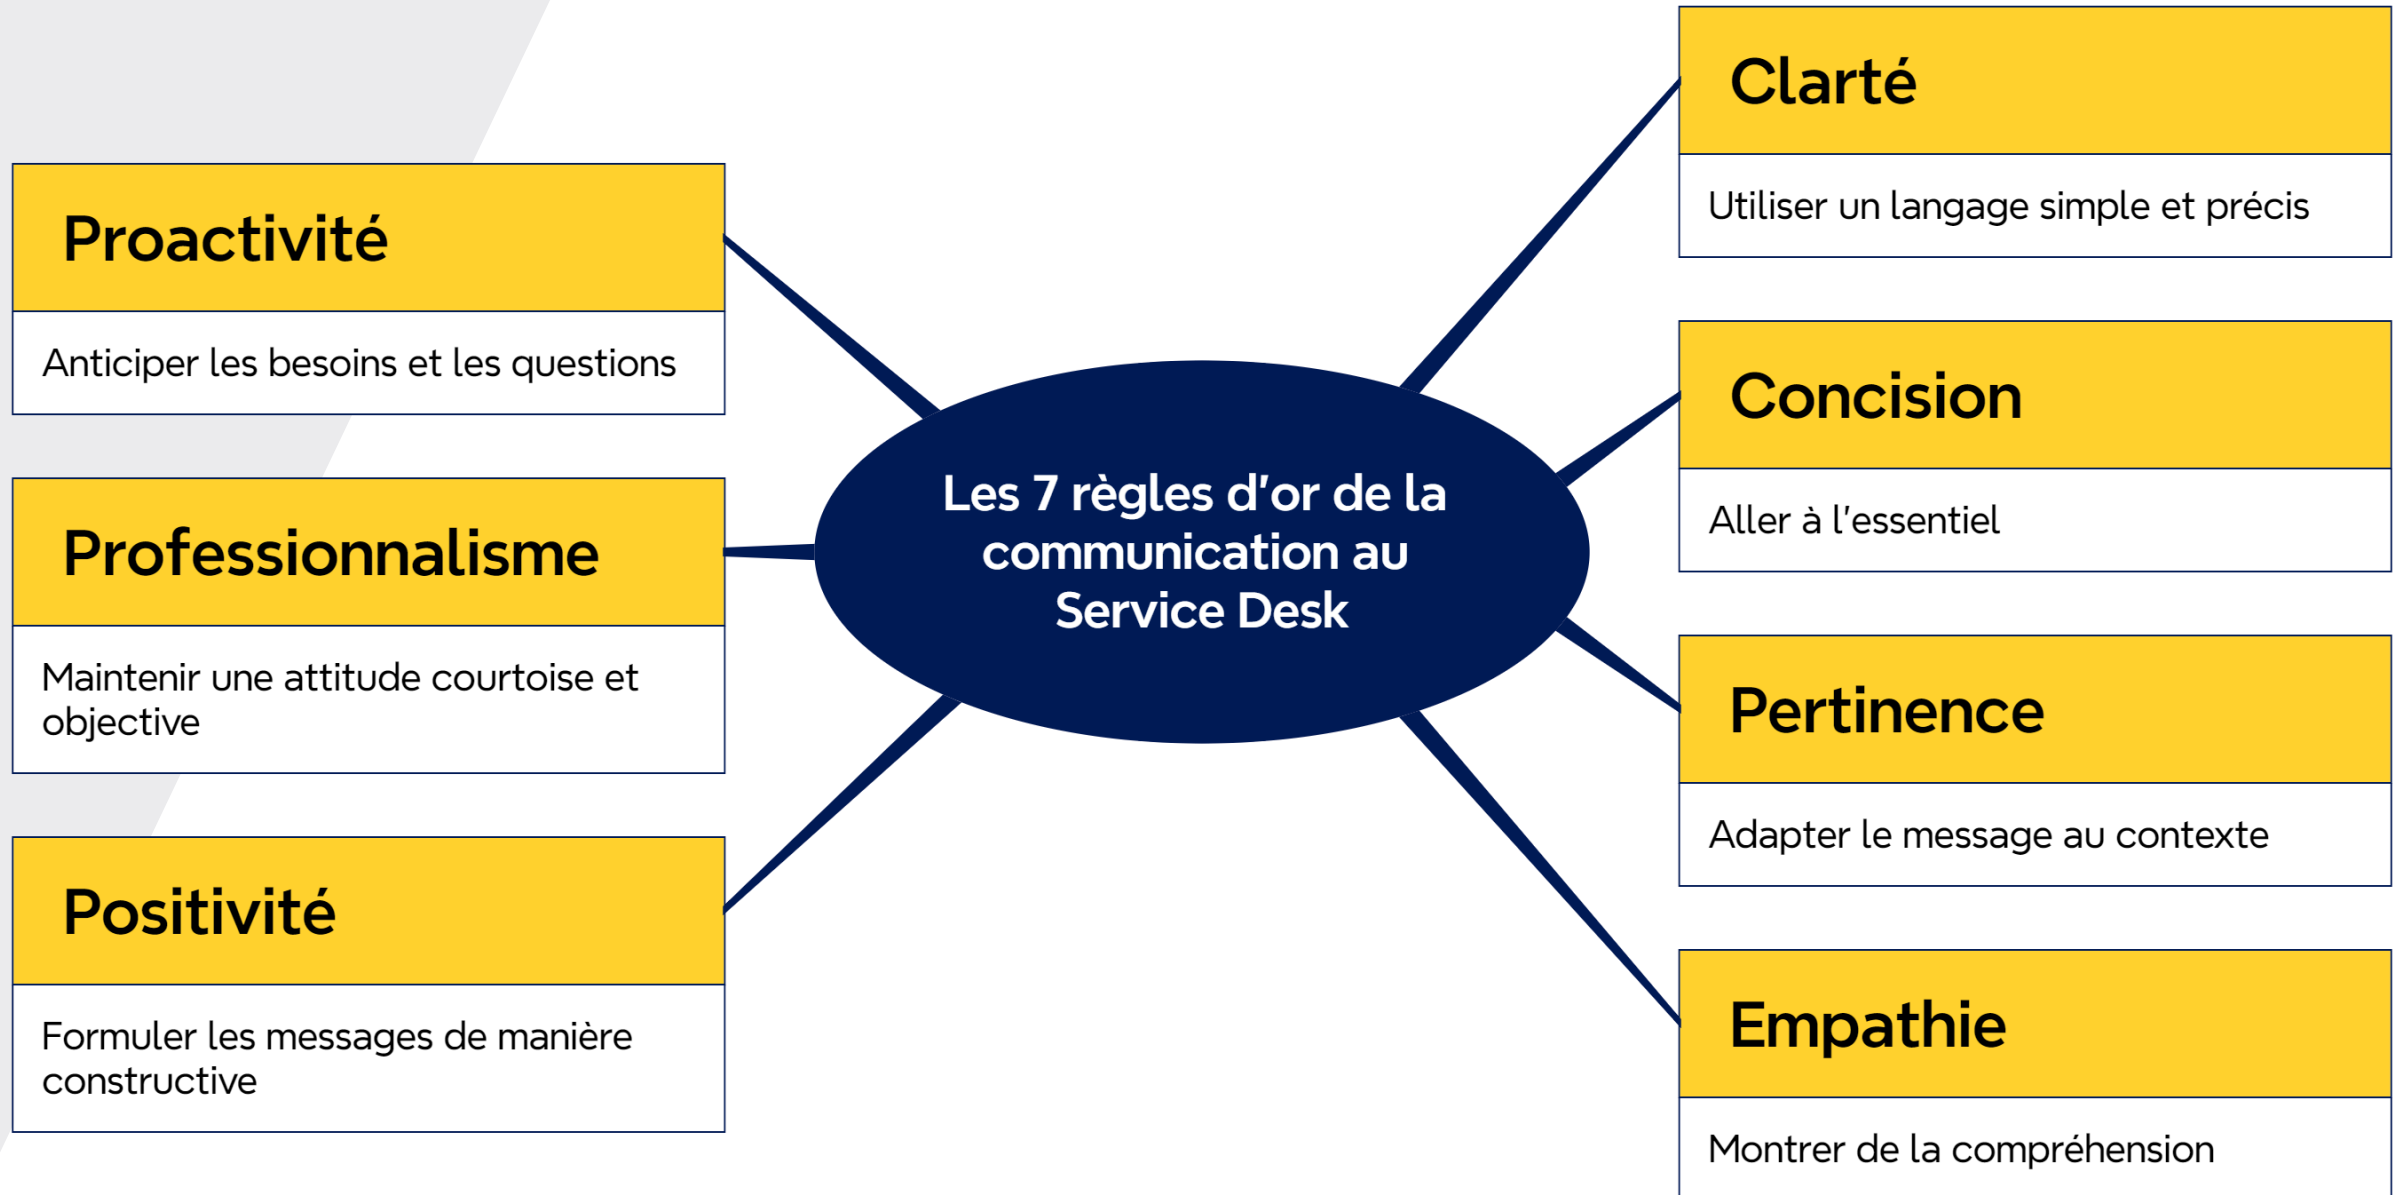 Les 7 règles d'or de la
communication au
Service Desk
Clarté
Utiliser un langage simple et précis
Concision
Aller à l'essentiel
Pertinence
Adapter le message au contexte
Empathie
Montrer de la compréhension
Proactivité
Anticiper les besoins et les questions
Professionnalisme
Maintenir une attitude courtoise et
objective
Positivité
Formuler les messages de manière
constructive